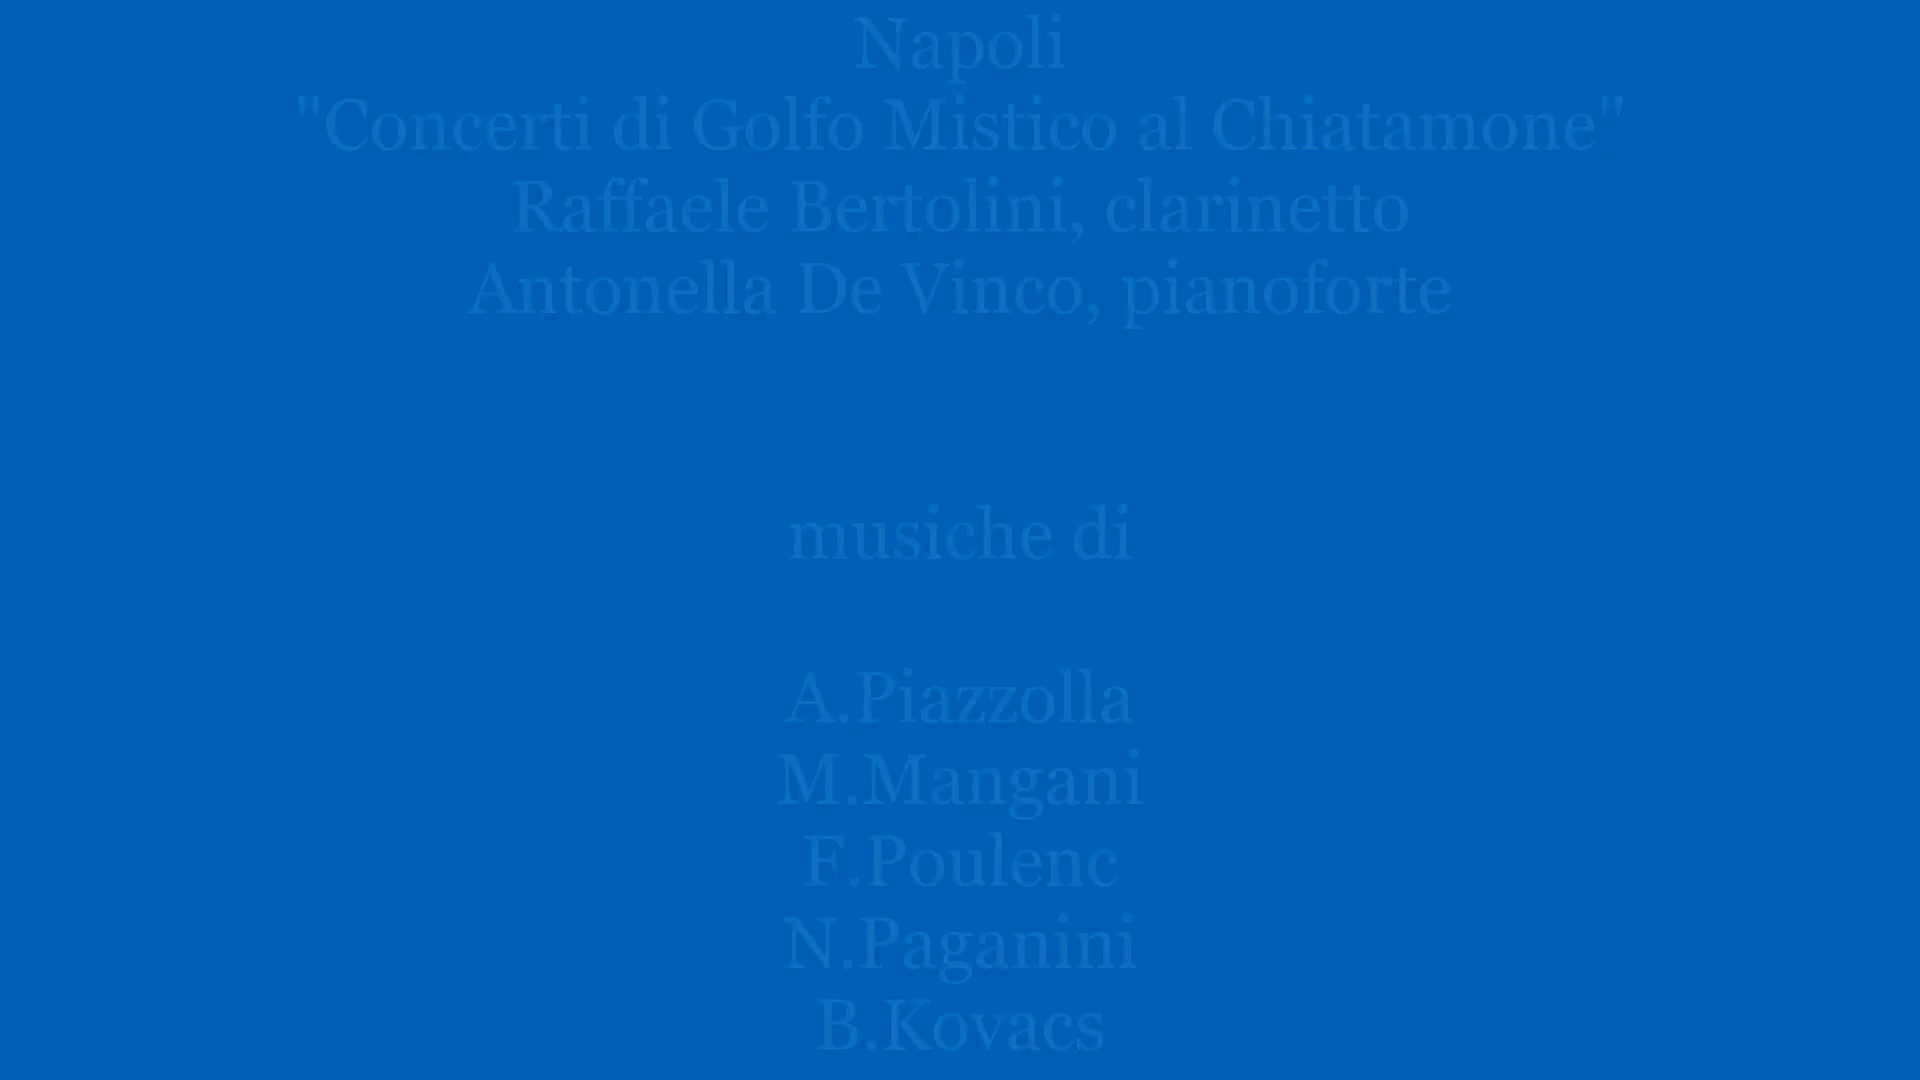 Napoli
"Concerti di Golfo Mistico al Chiatamone"
Raffaele Bertolini, clarinetto
Antonella De Vinco, pianoforte
musiche di
A.Piazzolla
M.Mangani
F.Poulenc
N.Paganini
B.Kovacs